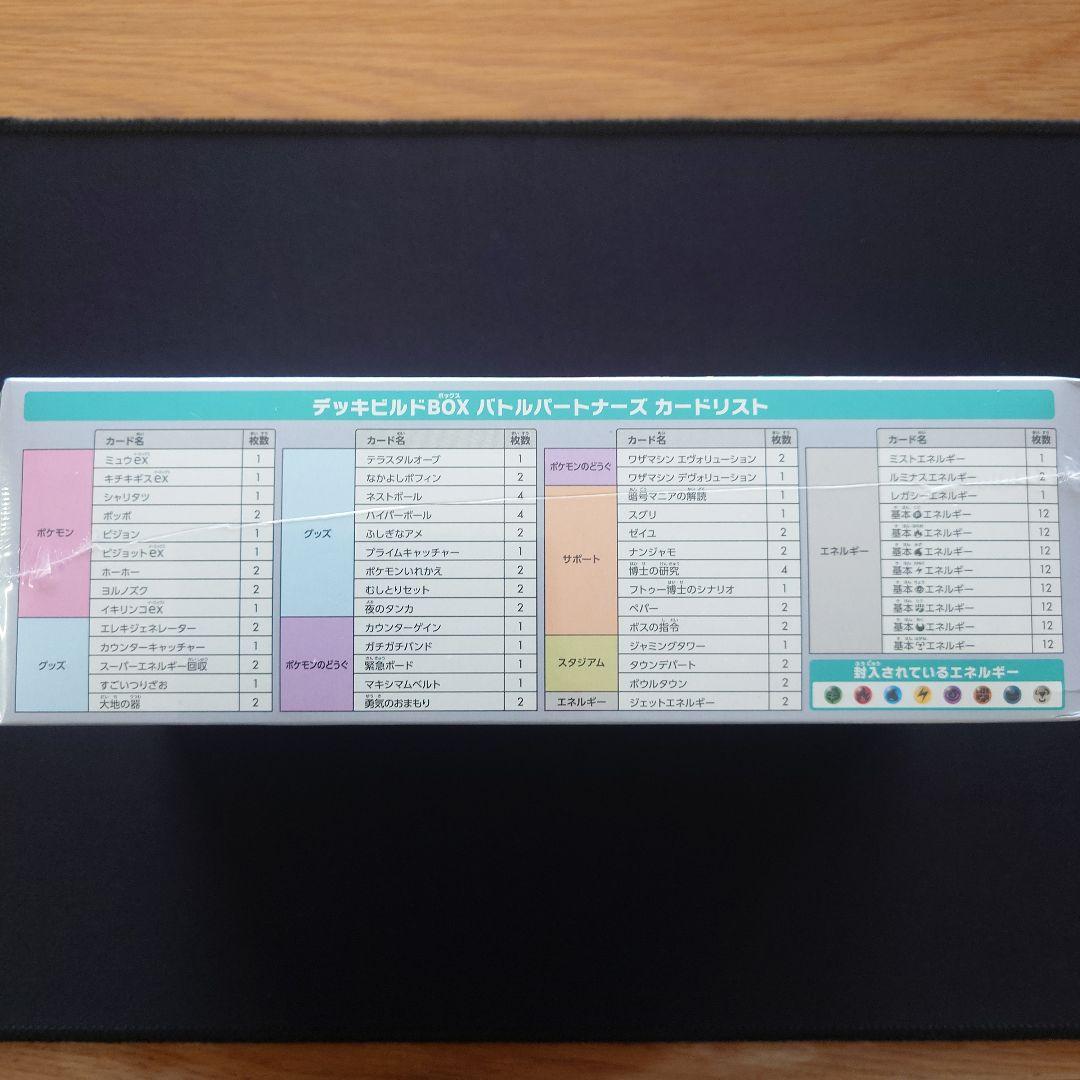 デッキビルドBOX バトルパートナーズ カードリスト
カード名 枚数
ポケモン
ミュウex 1
キチキギスex 1
シャリタツ 1
ポッポ 2
ピジョン 1
ピジョットex 1
ホーホー 2
ヨルノズク 2
イキリンコex 1
グッズ
エレキジェネレーター 2
カウンターキャッチャー 1
スーパーエネルギー回収 2
すごいつりざお 1
大地の器 2
カード名 枚数
グッズ
テラスタルオーブ 1
なかよしポフィン 2
ネストボール 4
ハイパーボール 4
ふしぎなアメ 2
プライムキャッチャー 1
ポケモンいれかえ 2
むしとりセット 2
夜のタンカ 2
ポケモンのどうぐ
カウンターゲイン 1
ガチガチバンド 1
緊急ボード 1
マキシマムベルト 1
勇気のおまもり 2
カード名 枚数
ポケモンのどうぐ
ワザマシン エヴォリューション 2
ワザマシン デヴォリューション 1
サポート
暗号マニアの解読 1
スグリ 1
ゼイユ 2
ナンジャモ 2
博士の研究 4
フトゥー博士のシナリオ 1
ペパー 2
ボスの指令 2
スタジアム
ジャミングタワー 1
タウンデパート 2
ボウルタウン 2
エネルギー
ジェットエネルギー 2
カード名 枚数
エネルギー
ミストエネルギー 1
ルミナスエネルギー 2
レガシーエネルギー 1
基本エネルギー 12
基本エネルギー 12
基本エネルギー 12
基本エネルギー 12
基本エネルギー 12
基本エネルギー 12
基本エネルギー 12
基本エネルギー 12
封入されているエネルギー